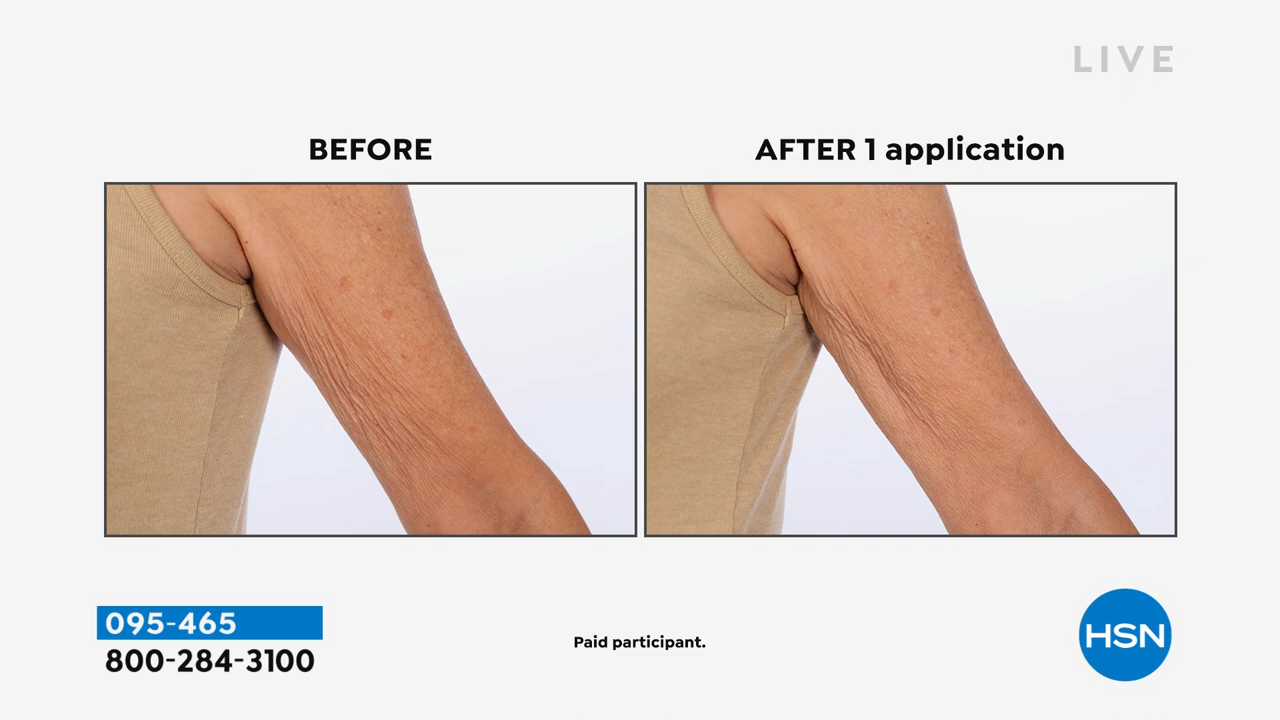 LIVE
BEFORE
AFTER 1 application
095-465
800-284-3100
Paid participant.
HSN